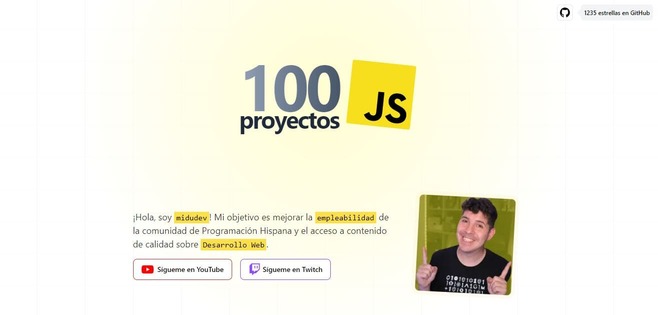 1235 estrellas en GitHub
100
proyectos
JS
¡Hola, soy midudev! Mi objetivo es mejorar la empleabilidad de
la comunidad de Programación Hispana y el acceso a contenido
de calidad sobre Desarrollo Web.
Sígueme en YouTube
Sígueme en Twitch